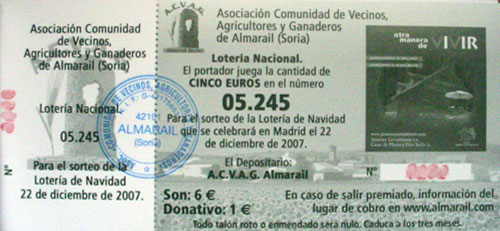 Asociación Comunidad
de Vecinos,
Agricultores y Ganaderos
de Almarail (Soria)
Lotería Nacional.
05.245
Nº
Para el sorteo de la
Lotería de Navidad
22 de diciembre de 2007.
42101
ALMARAIL
(Soria)
A.C.V.A.G.
Asociación Comunidad de Vecinos,
Agricultores y Ganaderos
de Almarail (Soria)
Lotería Nacional.
El portador juega la cantidad de
CINCO EUROS en el número
05.245
Para el sorteo de la Lotería de Navidad
que se celebrará en Madrid el 22
de diciembre de 2007.
El Depositario:
A.C.V.A.G. Almarail
Son: 6 €
Donativo: 1 €
otra
manera
de VIVIR
Nº
En caso de salir premiado, información del
lugar de cobro en www.almarail.com
Todo talón roto o enmendado sera nulo. Caduca a los tres meses.